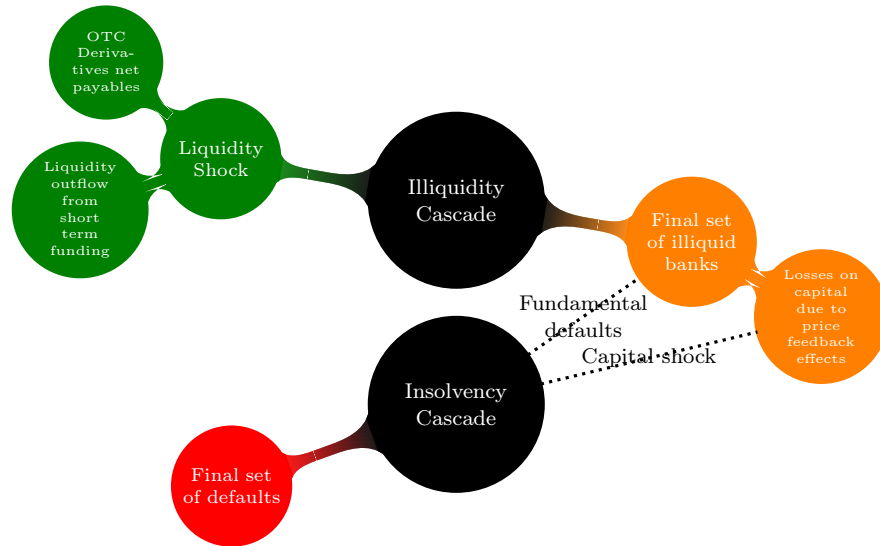 OTC
Deriva-
tives net
payables
Liquidity
Shock
Liquidity
outflow
from
short
term
funding
Illiquidity
Cascade
Final set
of illiquid
banks
Losses on
capital
due to
price
feedback
effects
Fundamental
defaults
Capital shock
Insolvency
Cascade
Final set
of defaults